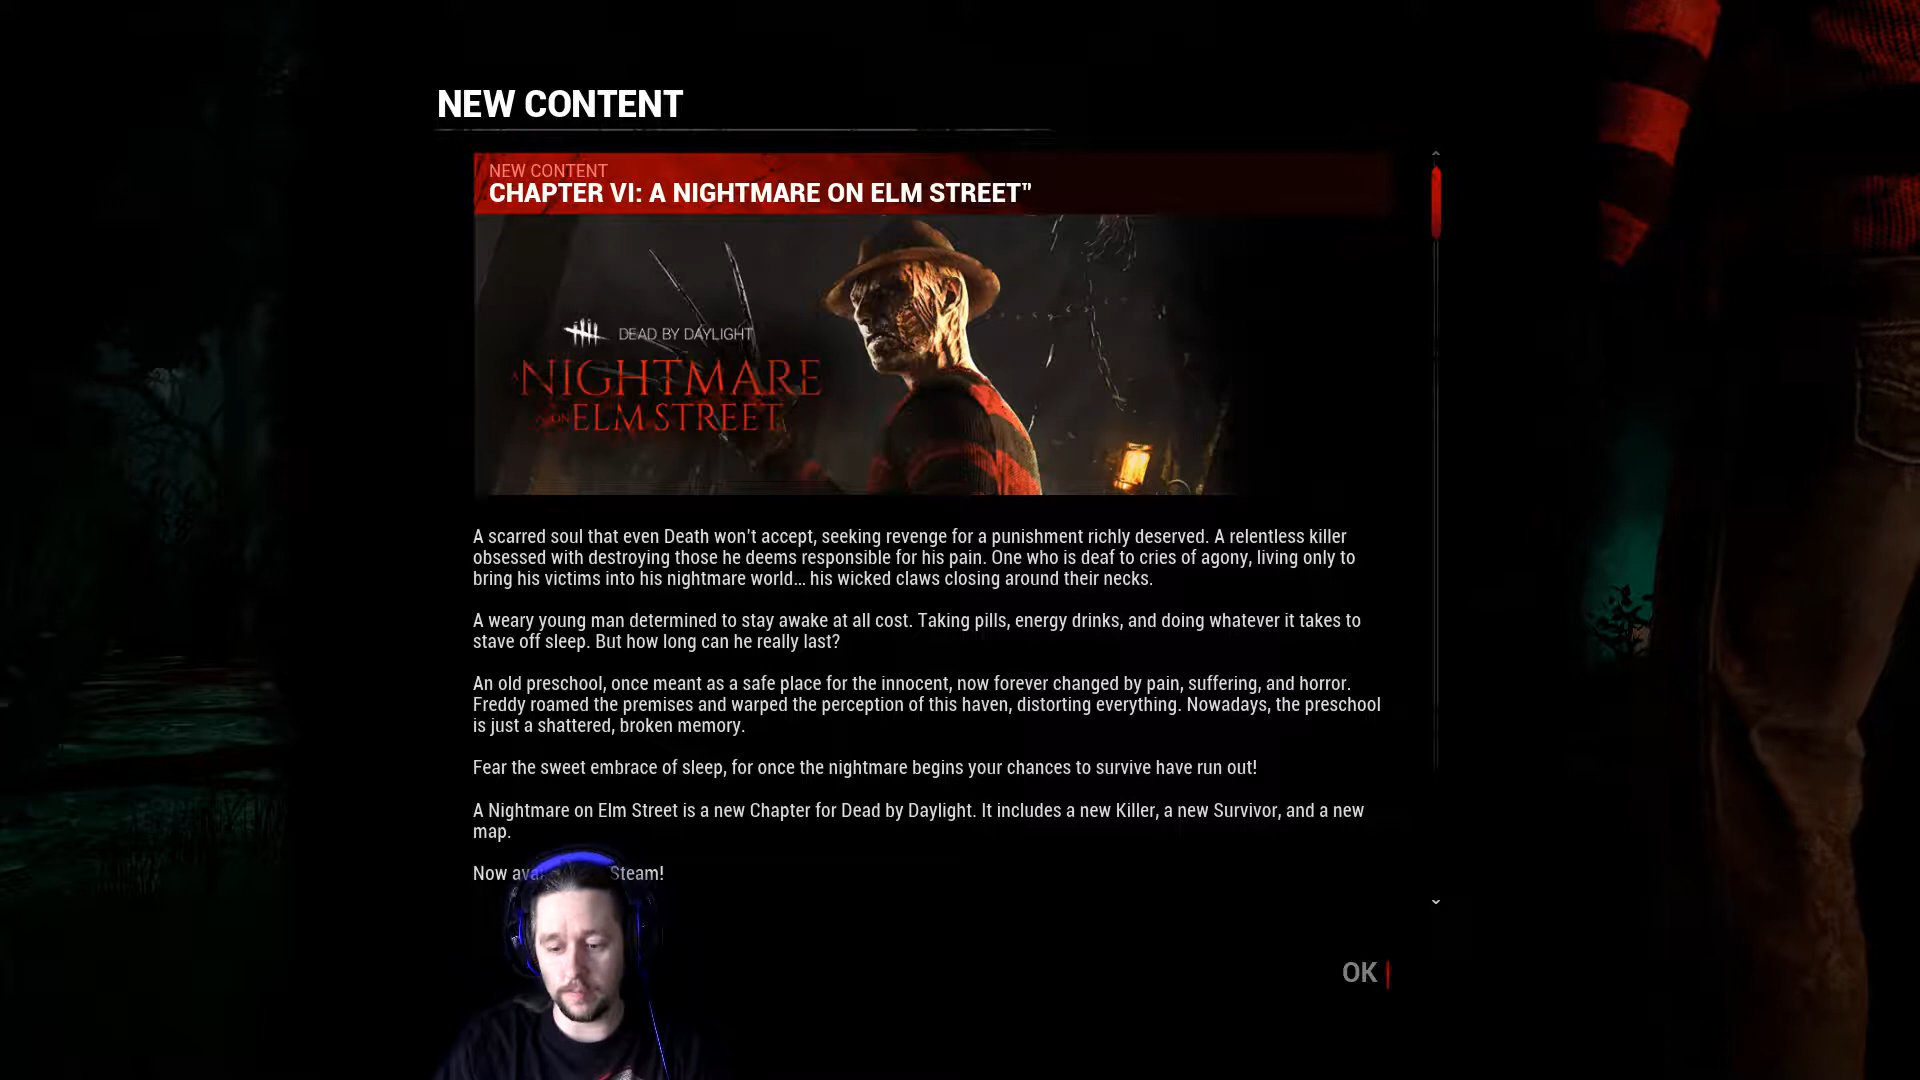 NEW CONTENT
NEW CONTENT
CHAPTER VI: A NIGHTMARE ON ELM STREET™
DEAD BY DAYLIGHT
A NIGHTMARE
ON ELM STREET
A scarred soul that even Death won't accept, seeking revenge for a punishment richly deserved. A relentless killer
obsessed with destroying those he deems responsible for his pain. One who is deaf to cries of agony, living only to
bring his victims into his nightmare world... his wicked claws closing around their necks.
A weary young man determined to stay awake at all cost. Taking pills, energy drinks, and doing whatever it takes to
stave off sleep. But how long can he really last?
An old preschool, once meant as a safe place for the innocent, now forever changed by pain, suffering, and horror.
Freddy roamed the premises and warped the perception of this haven, distorting everything. Nowadays, the preschool
is just a shattered, broken memory.
Fear the sweet embrace of sleep, for once the nightmare begins your chances to survive have run out!
A Nightmare on Elm Street is a new Chapter for Dead by Daylight. It includes a new Killer, a new Survivor, and a new
map.
Now Steam!
OK